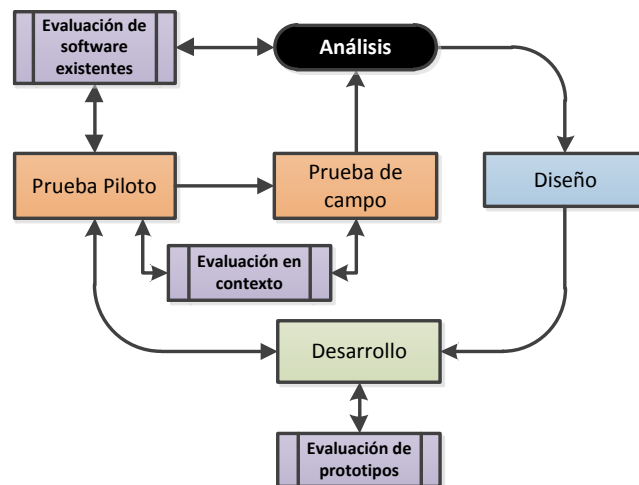 Evaluación de
software
existentes
Análisis
Prueba Piloto
Prueba de
campo
Diseño
Evaluación en
contexto
Desarrollo
Evaluación de
prototipos